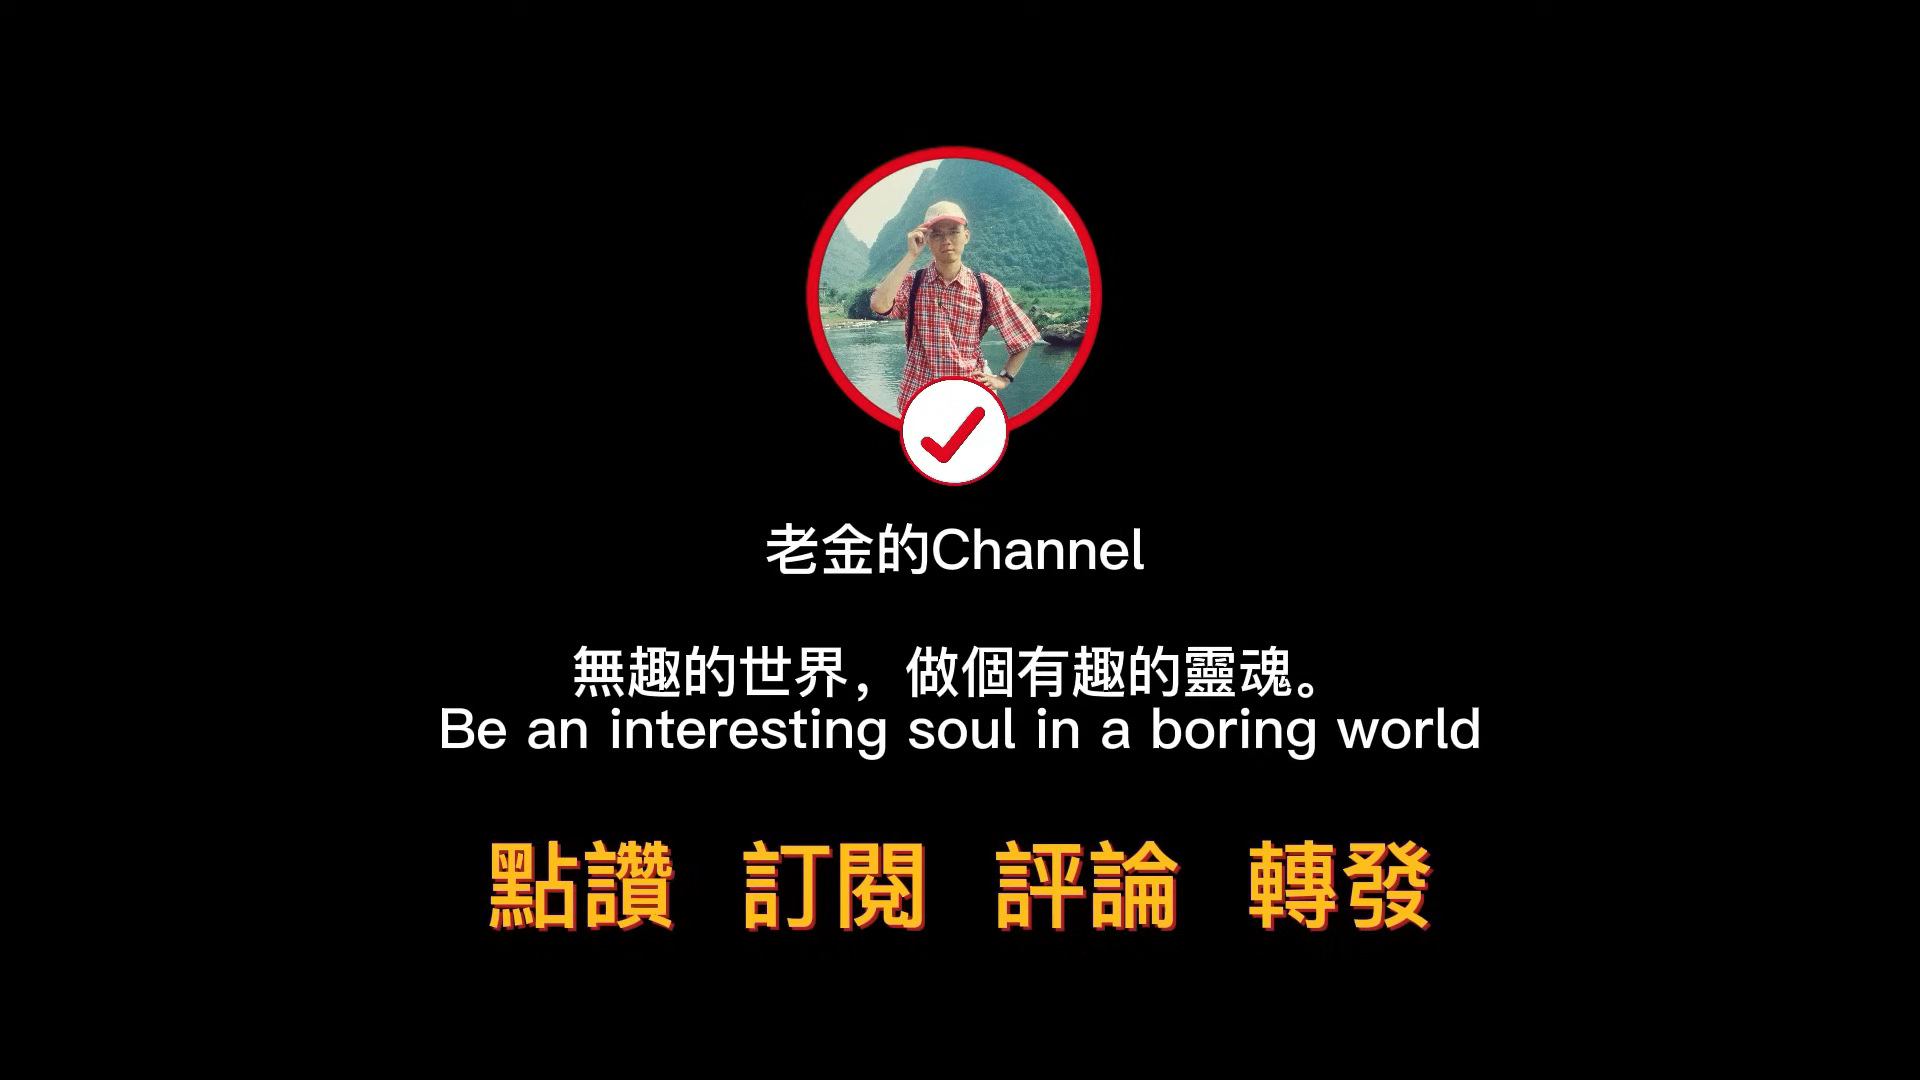 老金的Channel
無趣的世界，做個有趣的靈魂。
Be an interesting soul in a boring world
點讚 訂閱 評論 轉發